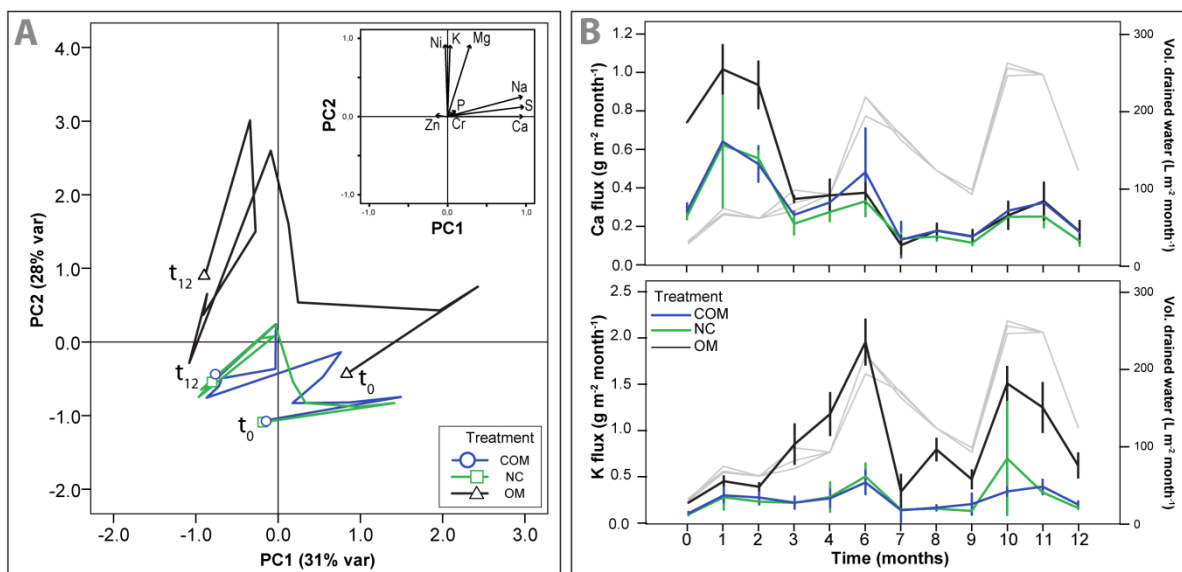 A
4.0
3.0
2.0
1.0
0.0
-1.0
-2.0
PC2 (28% var)
-2.0
-1.0
0.0
1.0
2.0
3.0
PC1 (31% var)
t12
t12
t0
t0
1,0
0,0
-1,0
PC2
-1,0
0,0
1,0
PC1
Ni
K
Mg
Na
P
S
Zn
Cr
Ca
Treatment
COM
NC
OM
B
1.4
1.2
1.0
0.8
0.6
0.4
0.2
0.0
Ca flux (g m-2 month-1)
300
200
100
0
Vol. drained water (L m-2 month-1)
2.5
2.0
1.5
1.0
0.5
0.0
K flux (g m-2 month-1)
Treatment
COM
NC
OM
300
200
100
0
Vol. drained water (L m-2 month-1)
0 1 2 3 4 5 6 7 8 9 10 11 12
Time (months)